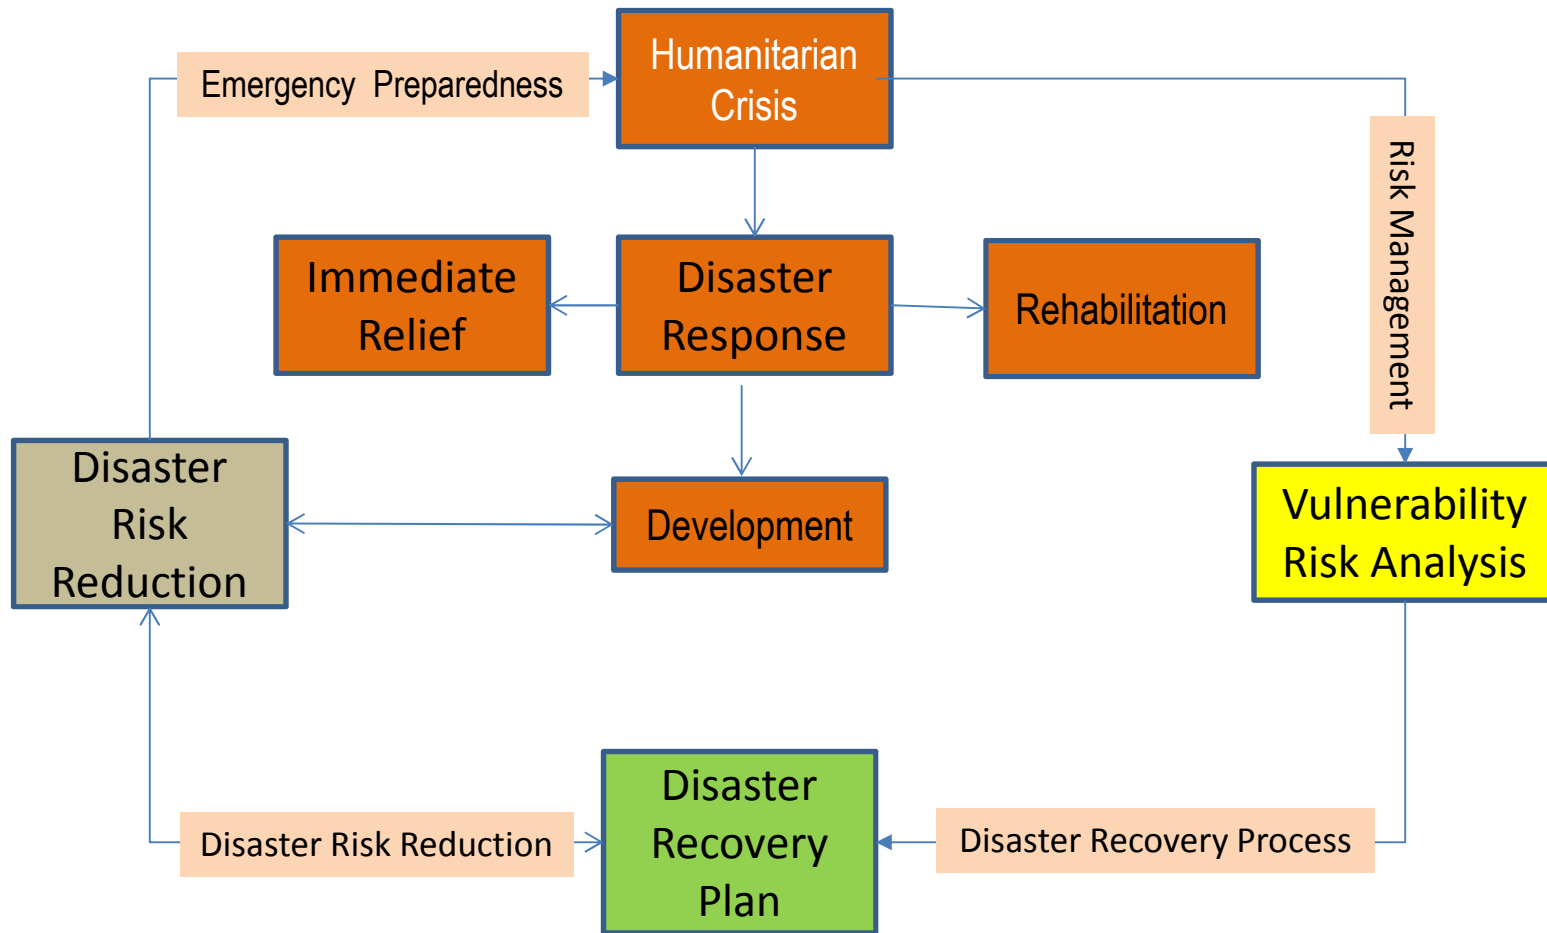 Humanitarian
Crisis
Emergency Preparedness
Risk Management
Immediate
Relief
Disaster
Response
Rehabilitation
Disaster
Risk
Reduction
Development
Vulnerability
Risk Analysis
Disaster
Recovery
Plan
Disaster Risk Reduction
Disaster Recovery Process